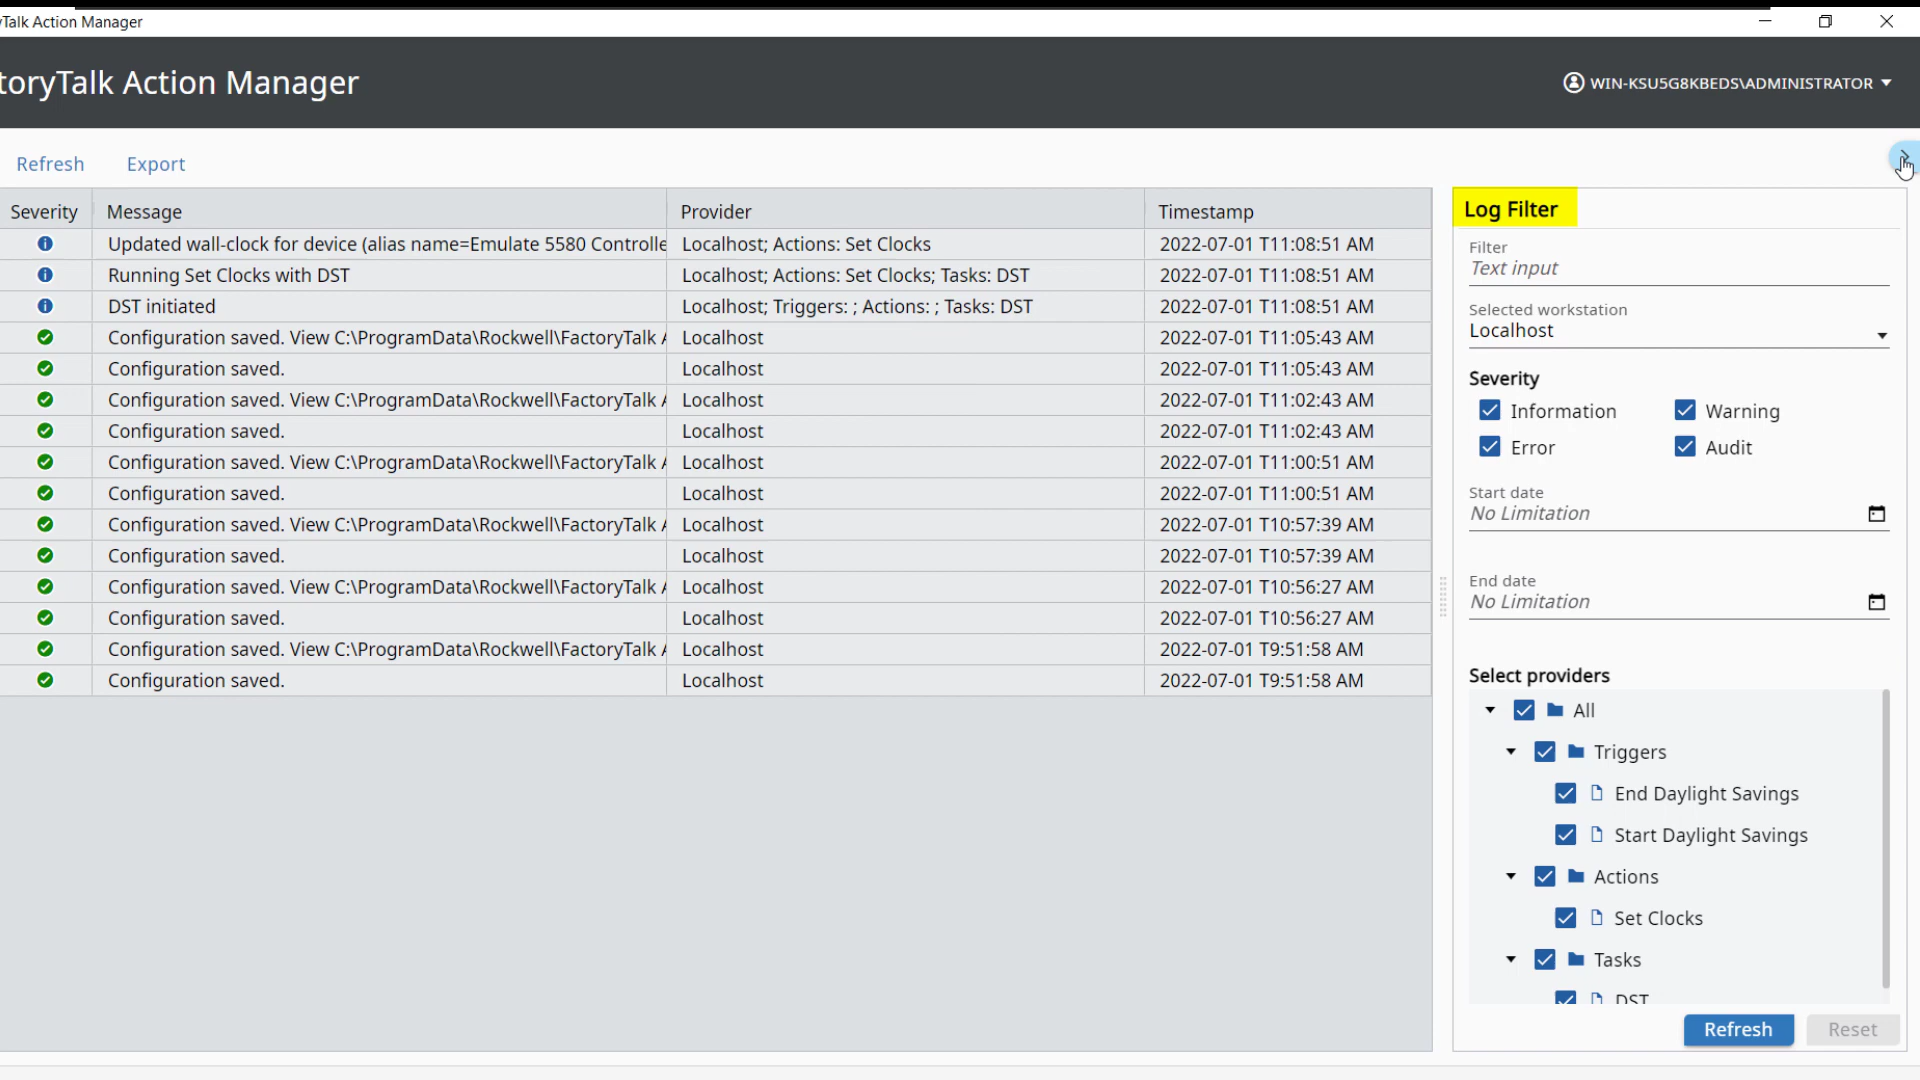 Talk Action Manager
toryTalk Action Manager
WIN-KSU5G8KBEDS\ADMINISTRATOR
Refresh Export
Severity Message Provider Timestamp
Updated wall-clock for device (alias name=Emulate 5580 Controlle Localhost; Actions: Set Clocks 2022-07-01 T11:08:51 AM
Running Set Clocks with DST Localhost; Actions: Set Clocks; Tasks: DST 2022-07-01 T11:08:51 AM
DST initiated Localhost; Triggers: ; Actions: ; Tasks: DST 2022-07-01 T11:08:51 AM
Configuration saved. View C:\ProgramData\Rockwell\FactoryTalk A Localhost 2022-07-01 T11:05:43 AM
Configuration saved. Localhost 2022-07-01 T11:05:43 AM
Configuration saved. View C:\ProgramData\Rockwell\FactoryTalk A Localhost 2022-07-01 T11:02:43 AM
Configuration saved. Localhost 2022-07-01 T11:02:43 AM
Configuration saved. View C:\ProgramData\Rockwell\FactoryTalk A Localhost 2022-07-01 T11:00:51 AM
Configuration saved. Localhost 2022-07-01 T11:00:51 AM
Configuration saved. View C:\ProgramData\Rockwell\FactoryTalk A Localhost 2022-07-01 T10:57:39 AM
Configuration saved. Localhost 2022-07-01 T10:57:39 AM
Configuration saved. View C:\ProgramData\Rockwell\FactoryTalk A Localhost 2022-07-01 T10:56:27 AM
Configuration saved. Localhost 2022-07-01 T10:56:27 AM
Configuration saved. View C:\ProgramData\Rockwell\FactoryTalk A Localhost 2022-07-01 T9:51:58 AM
Configuration saved. Localhost 2022-07-01 T9:51:58 AM
Log Filter
Filter
Text input
Selected workstation
Localhost
Severity
Information Warning
Error Audit
Start date
No Limitation
End date
No Limitation
Select providers
All
Triggers
End Daylight Savings
Start Daylight Savings
Actions
Set Clocks
Tasks
DST
Refresh Reset